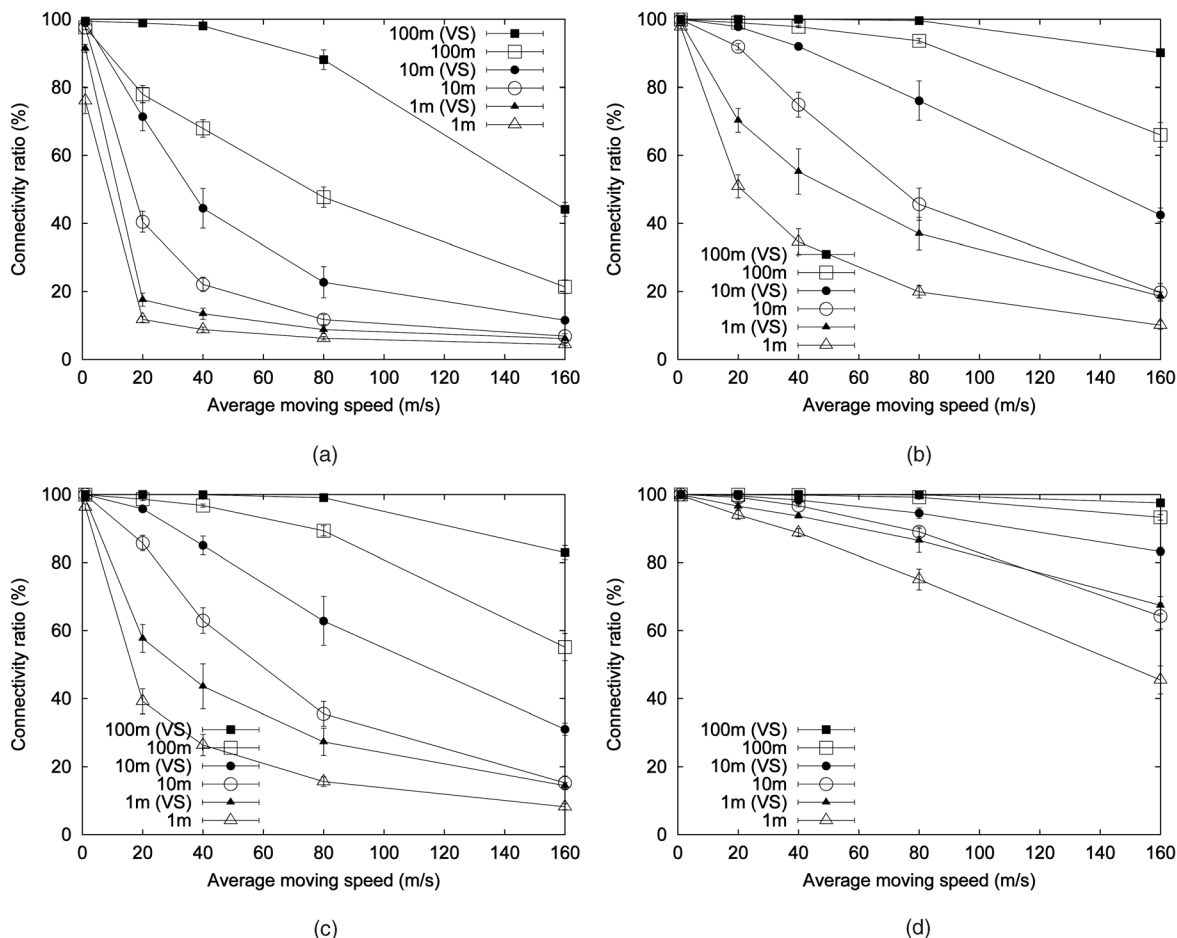 100
80
60
40
20
0
Connectivity ratio (%)
100m (VS)
100m
10m (VS)
10m
1m (VS)
1m
0 20 40 60 80 100 120 140 160
Average moving speed (m/s)
(a)
100
80
60
40
20
0
Connectivity ratio (%)
100m (VS)
100m
10m (VS)
10m
1m (VS)
1m
0 20 40 60 80 100 120 140 160
Average moving speed (m/s)
(b)
100
80
60
40
20
0
Connectivity ratio (%)
100m (VS)
100m
10m (VS)
10m
1m (VS)
1m
0 20 40 60 80 100 120 140 160
Average moving speed (m/s)
(c)
100
80
60
40
20
0
Connectivity ratio (%)
100m (VS)
100m
10m (VS)
10m
1m (VS)
1m
0 20 40 60 80 100 120 140 160
Average moving speed (m/s)
(d)